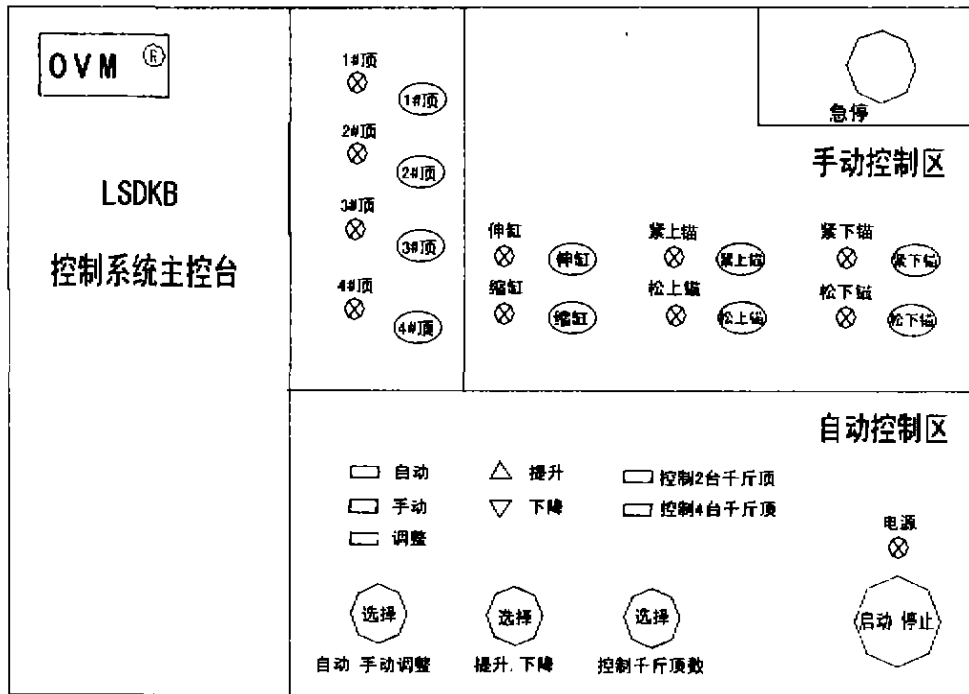 OVM ®
LSDKB
控制系统主控台
1#顶
1#顶
2#顶
2#顶
3#顶
3#顶
4#顶
4#顶
急停
手动控制区
伸缸 紧上锚 紧下锚
伸缸 紧上锚 紧下锚
缩缸 松上锚 松下锚
缩缸 松上锚 松下锚
自动控制区
自动 提升 控制2台千斤顶
手动 下降 控制4台千斤顶
调整
电源
选择 选择 选择 启动 停止
自动 手动调整 提升.下降 控制千斤顶数